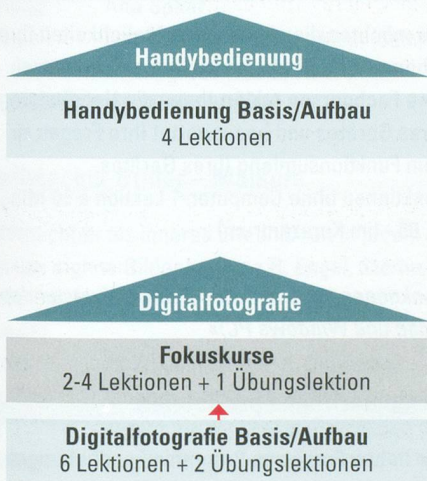 Handybedienung
Handybedienung Basis/Aufbau
4 Lektionen
Digitalfotografie
Fokuskurse
2-4 Lektionen + 1 Übungslektion
Digitalfotografie Basis/Aufbau
6 Lektionen + 2 Übungslektionen